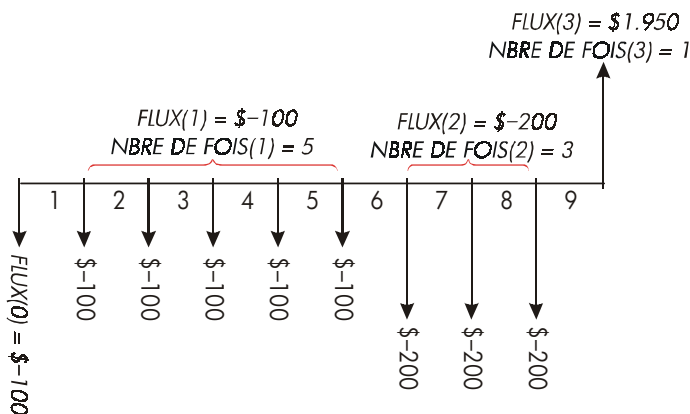 FLUX(3) = $1.950
NBRE DE FOIS(3) = 1
FLUX(1) = $−100
NBRE DE FOIS(1) = 5
FLUX(2) = $−200
NBRE DE FOIS(2) = 3
1 2 3 4 5 6 7 8 9
FLUX(0) = $−100
$−100
$−100
$−100
$−100
$−100
$−200
$−200
$−200